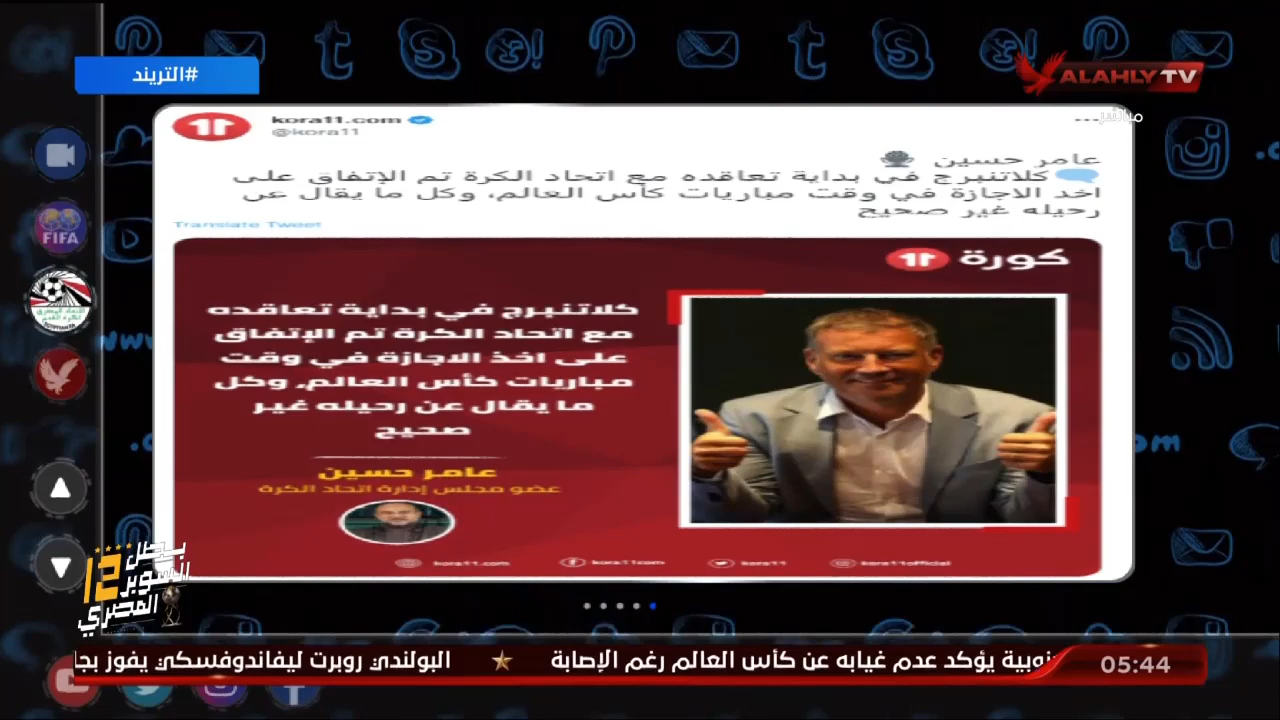 #التريند
ALAHLY TV
مباشر
kora11.com
@kora11
عامر حسين
كلاتنبرج في بداية تعاقده مع اتحاد الكرة تم الإتفاق على
اخد الاجازة في وقت مباريات كأس العالم، وكل ما يقال عن
رحيله غير صحيح
Translate Tweet
كورة 11
كلاتنبرج في بداية تعاقده
مع اتحاد الكرة تم الإتفاق
على اخذ الاجازة في وقت
مباريات كأس العالم، وكل
ما يقال عن رحيله غير
صحيح
عامر حسين
عضو مجلس إدارة اتحاد الكرة
kora11.com
kora11com
kora11
kora11official
FIFA
بطل
السوبر 12
المصري
يؤكد عدم غيابه عن كأس العالم رغم الإصابة
البولندي روبرت ليفاندوفسكي يفوز
05:44